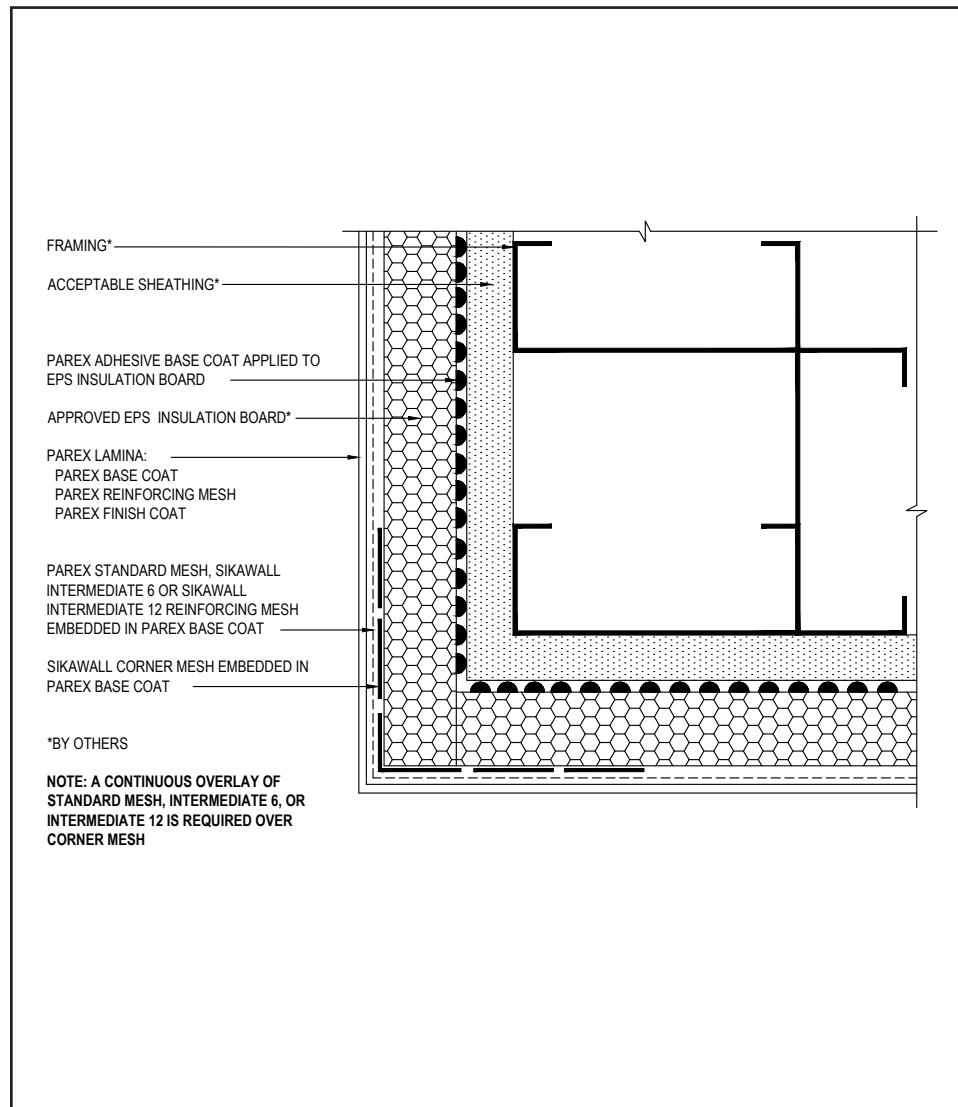 FRAMING*
ACCEPTABLE SHEATHING*
PAREX ADHESIVE BASE COAT APPLIED TO
EPS INSULATION BOARD
APPROVED EPS INSULATION BOARD*
PAREX LAMINA:
PAREX BASE COAT
PAREX REINFORCING MESH
PAREX FINISH COAT
PAREX STANDARD MESH, SIKAWALL
INTERMEDIATE 6 OR SIKAWALL
INTERMEDIATE 12 REINFORCING MESH
EMBEDDED IN PAREX BASE COAT
SIKAWALL CORNER MESH EMBEDDED IN
PAREX BASE COAT
*BY OTHERS
NOTE: A CONTINUOUS OVERLAY OF
STANDARD MESH, INTERMEDIATE 6, OR
INTERMEDIATE 12 IS REQUIRED OVER
CORNER MESH